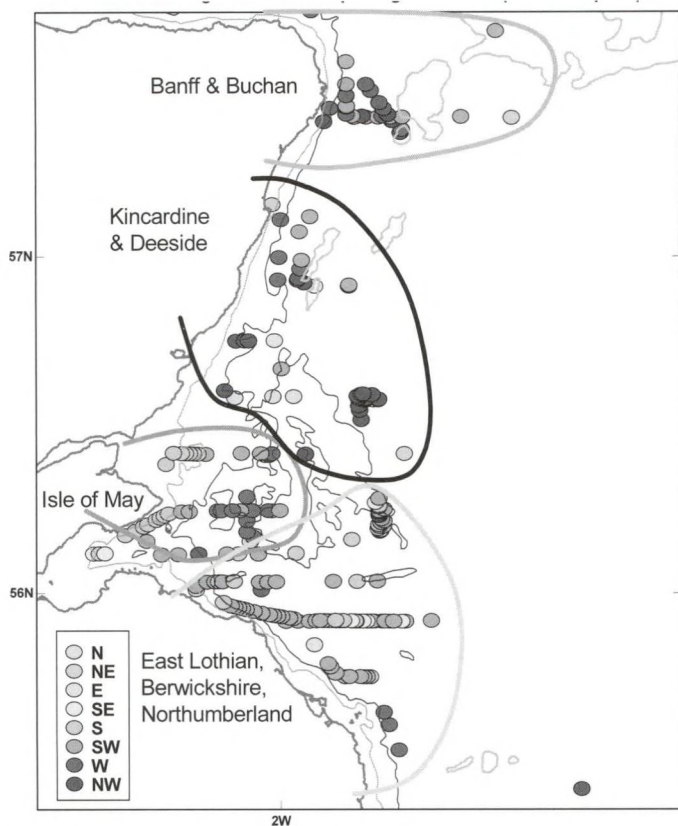 Banff & Buchan
Kincardine
& Deeside
57N
Isle of May
56N
N
NE
E
SE
S
SW
W
NW
East Lothian,
Berwickshire,
Northumberland
2W